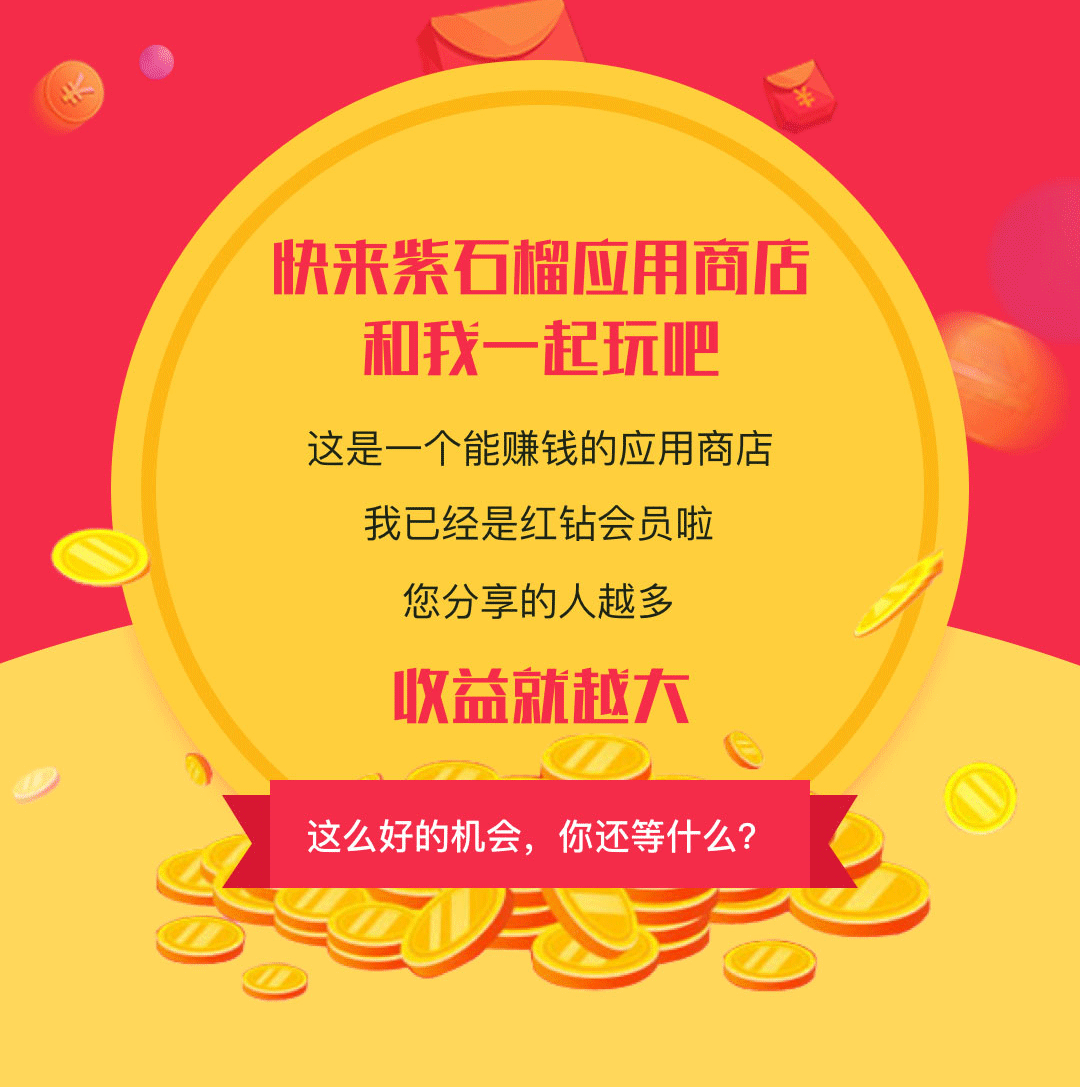 快来紫石榴应用商店
和我一起玩吧
这是一个能赚钱的应用商店
我已经是红钻会员啦
您分享的人越多
收益就越大
这么好的机会，你还等什么？